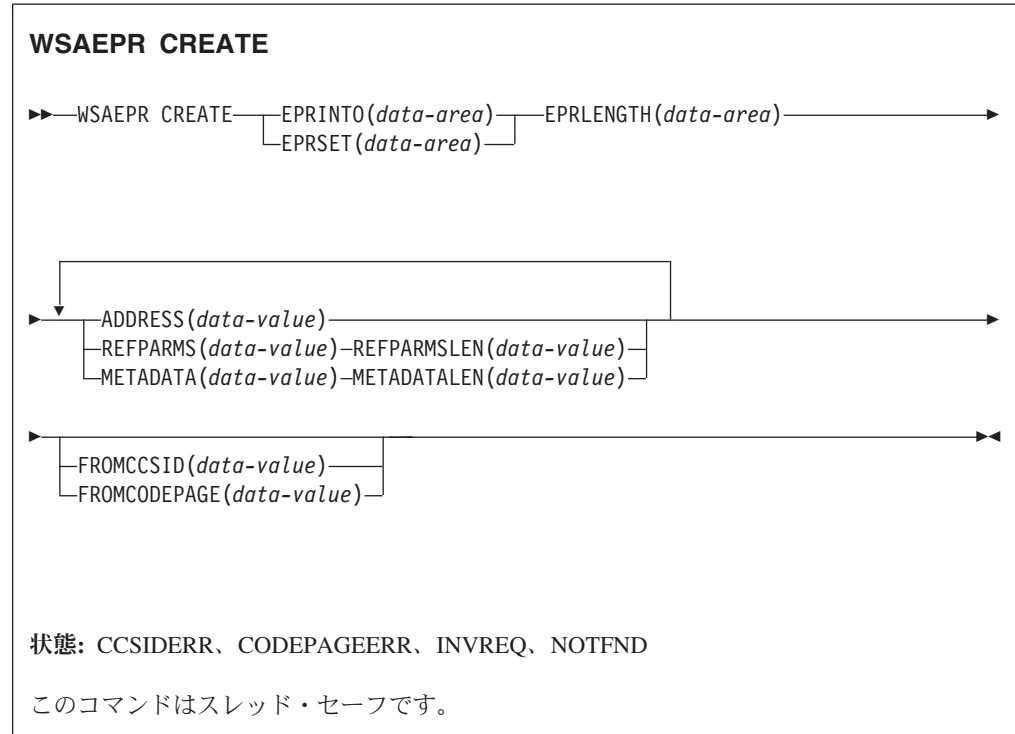 WSAEPR CREATE
WSAEPR CREATE EPRINTO(data-area) EPRLENGTH(data-area)
EPRSET(data-area)
ADDRESS(data-value)
REFPARMS(data-value) REFPARMSLEN(data-value)
METADATA(data-value) METADATALEN(data-value)
FROMCCSID(data-value)
FROMCODEPAGE(data-value)
状態: CCSIDERR、CODEPAGEERR、INVREQ、NOTFND
このコマンドはスレッド・セーフです。